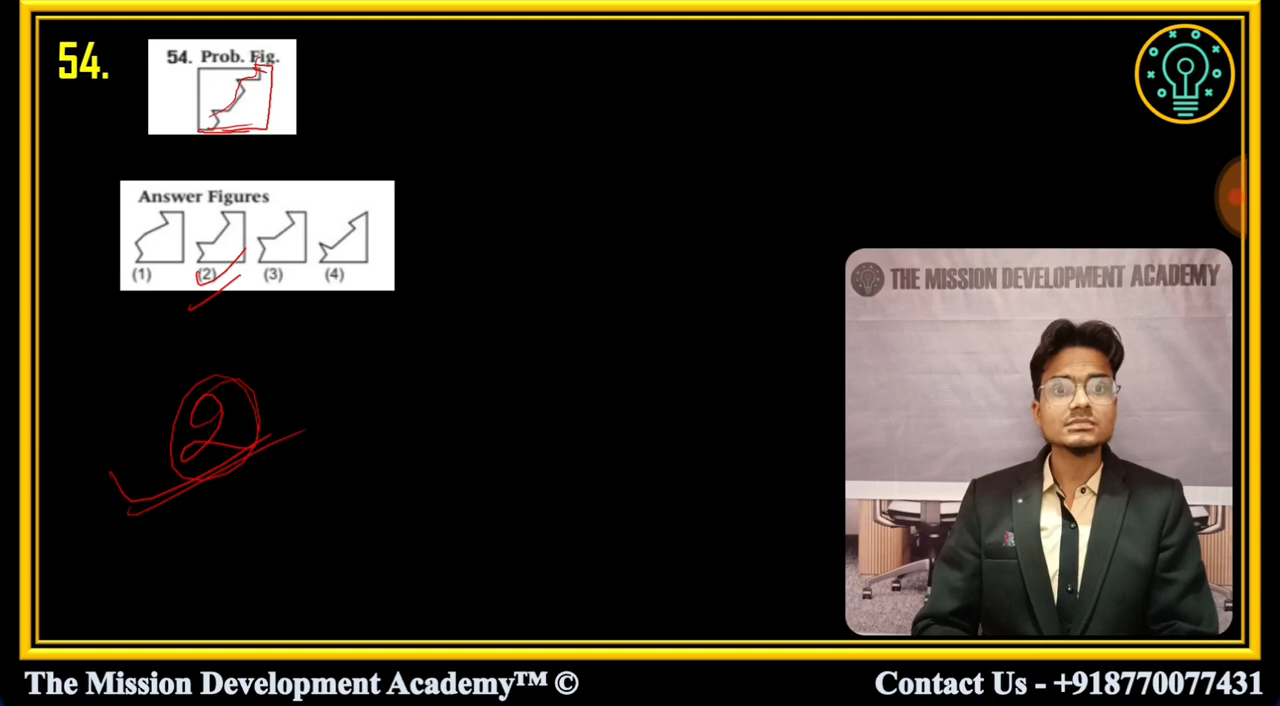 54.
54. Prob. Fig.
Answer Figures
(1) (2) (3) (4)
2
THE MISSION DEVELOPMENT ACADEMY
The Mission Development Academy™ ©
Contact Us - +918770077431